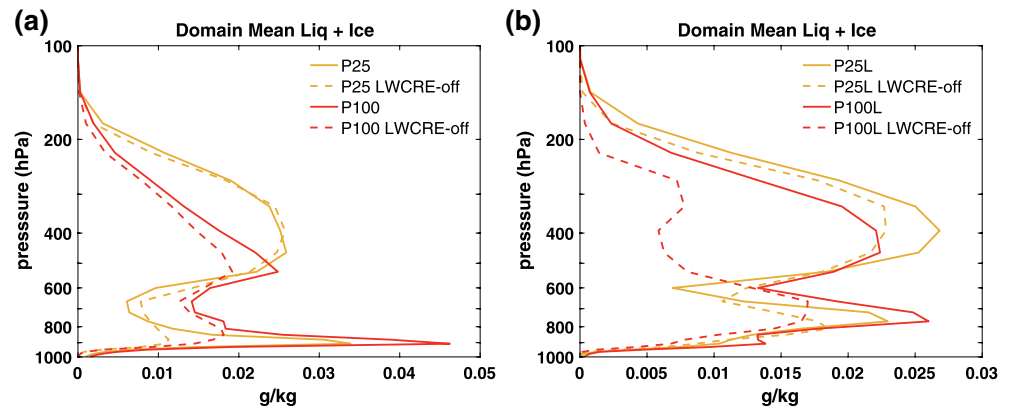 (a)
Domain Mean Liq + Ice
P25
P25 LWCRE-off
P100
P100 LWCRE-off
presssure (hPa)
100
200
400
600
800
1000
0 0.01 0.02 0.03 0.04 0.05
g/kg
(b)
Domain Mean Liq + Ice
P25L
P25L LWCRE-off
P100L
P100L LWCRE-off
presssure (hPa)
100
200
400
600
800
1000
0 0.005 0.01 0.015 0.02 0.025 0.03
g/kg